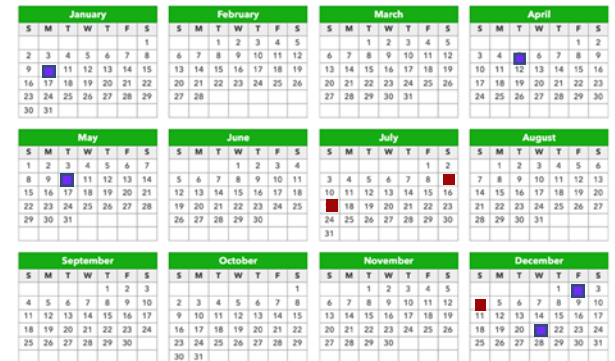 January
S M T W T F S
1
2 3 4 5 6 7 8
9 11 12 13 14 15
16 17 18 19 20 21 22
23 24 25 26 27 28 29
30 31
February
S M T W T F S
1 2 3 4 5
6 7 8 9 10 11 12
13 14 15 16 17 18 19
20 21 22 23 24 25 26
27 28
March
S M T W T F S
1 2 3 4 5
6 7 8 9 10 11 12
13 14 15 16 17 18 19
20 21 22 23 24 25 26
27 28 29 30 31
April
S M T W T F S
1 2
3 4 6 7 8 9
10 11 12 13 14 15 16
17 18 19 20 21 22 23
24 25 26 27 28 29 30
May
S M T W T F S
1 2 3 4 5 6 7
8 9 11 12 13 14
15 16 17 18 19 20 21
22 23 24 25 26 27 28
29 30 31
June
S M T W T F S
1 2 3 4
5 6 7 8 9 10 11
12 13 14 15 16 17 18
19 20 21 22 23 24 25
26 27 28 29 30
July
S M T W T F S
1 2
3 4 5 6 7 8
10 11 12 13 14 15 16
18 19 20 21 22 23
24 25 26 27 28 29 30
31
August
S M T W T F S
1 2 3 4 5 6
7 8 9 10 11 12 13
14 15 16 17 18 19 20
21 22 23 24 25 26 27
28 29 30 31
September
S M T W T F S
1 2 3
4 5 6 7 8 9 10
11 12 13 14 15 16 17
18 19 20 21 22 23 24
25 26 27 28 29 30
October
S M T W T F S
1
2 3 4 5 6 7 8
9 10 11 12 13 14 15
16 17 18 19 20 21 22
23 24 25 26 27 28 29
30 31
November
S M T W T F S
1 2 3 4 5
6 7 8 9 10 11 12
13 14 15 16 17 18 19
20 21 22 23 24 25 26
27 28 29 30
December
S M T W T F S
1 3
5 6 7 8 9 10
11 12 13 14 15 16 17
18 19 20 22 23 24
25 26 27 28 29 30 31